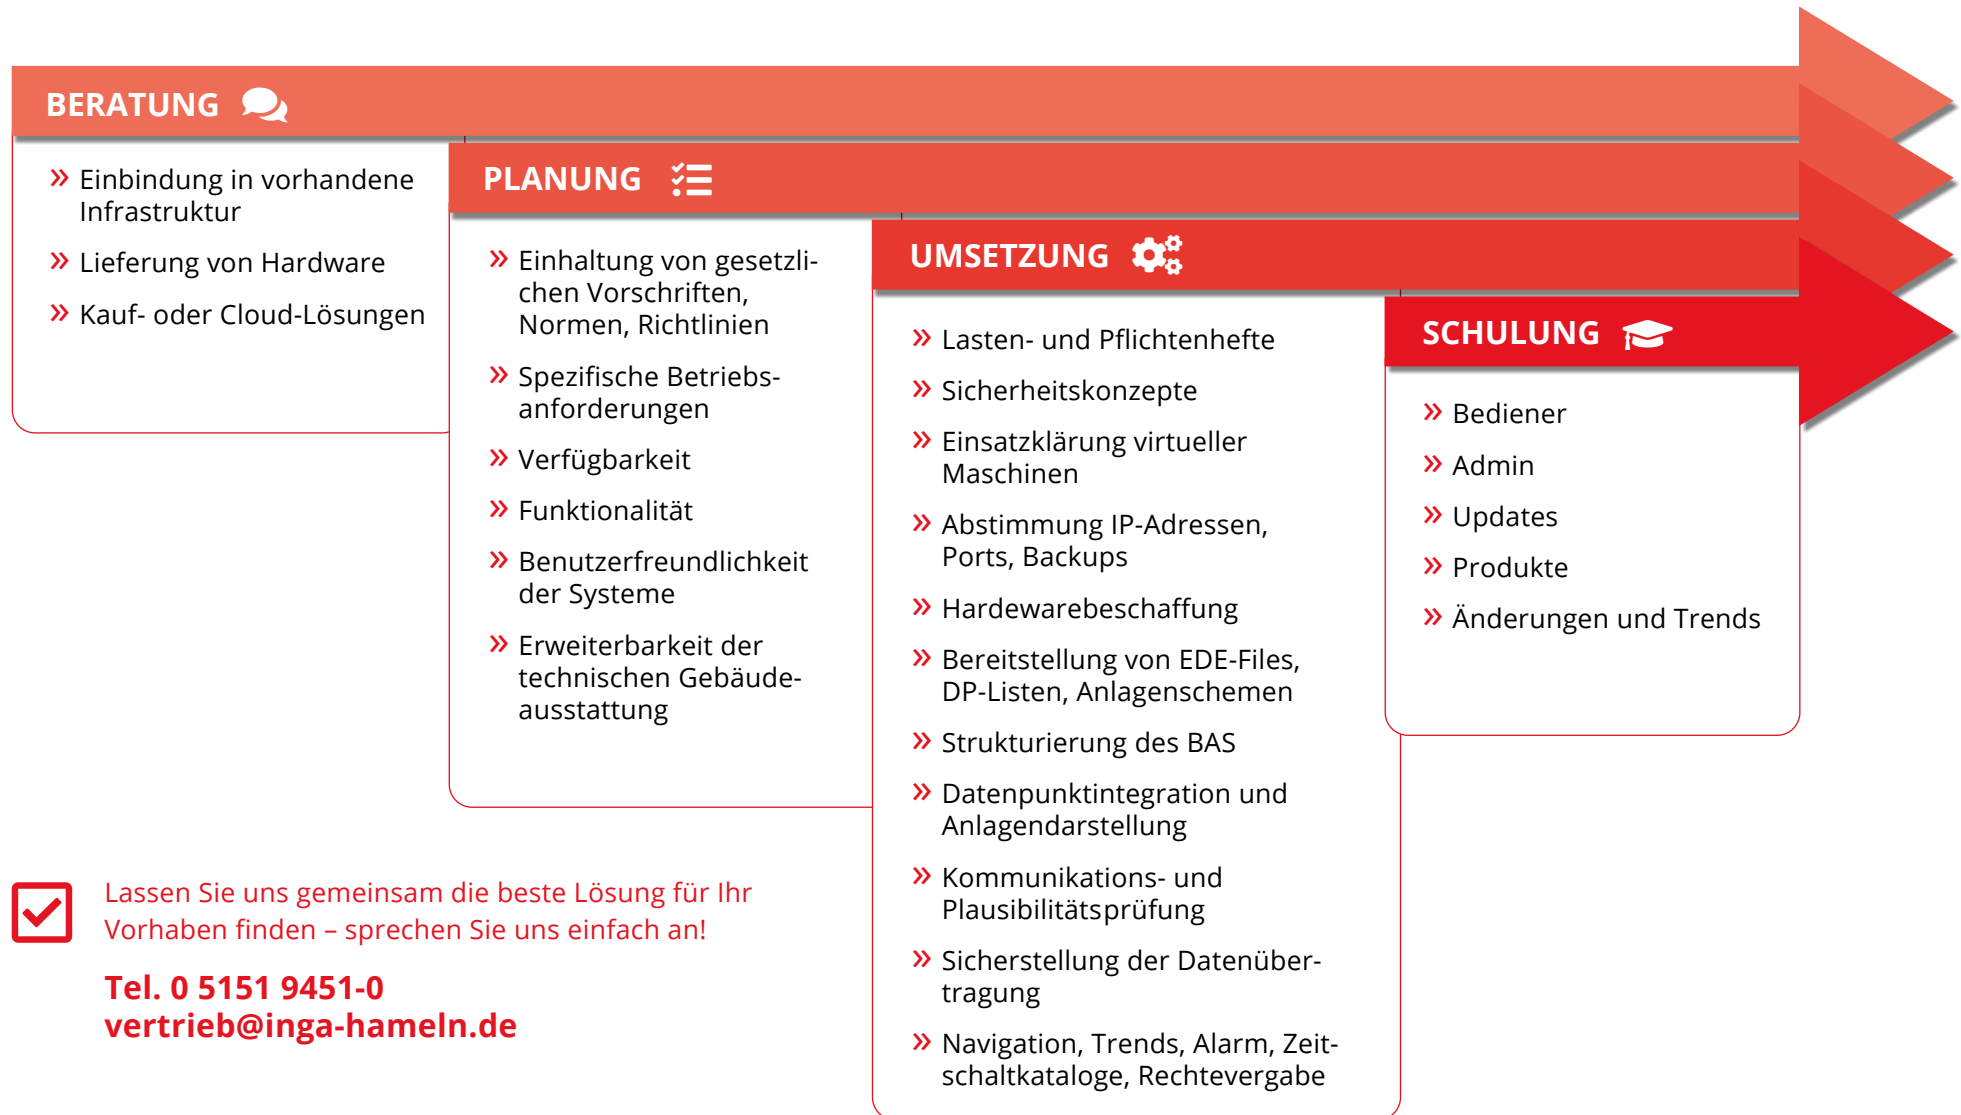 BERATUNG
» Einbindung in vorhandene
Infrastruktur
» Lieferung von Hardware
» Kauf- oder Cloud-Lösungen
PLANUNG
» Einhaltung von gesetzli-
chen Vorschriften,
Normen, Richtlinien
» Spezifische Betriebs-
anforderungen
» Verfügbarkeit
» Funktionalität
» Benutzerfreundlichkeit
der Systeme
» Erweiterbarkeit der
technischen Gebäude-
ausstattung
UMSETZUNG
» Lasten- und Pflichtenhefte
» Sicherheitskonzepte
» Einsatzklärung virtueller
Maschinen
» Abstimmung IP-Adressen,
Ports, Backups
» Hardewarebeschaffung
» Bereitstellung von EDE-Files,
DP-Listen, Anlagenschemen
» Strukturierung des BAS
» Datenpunktintegration und
Anlagendarstellung
» Kommunikations- und
Plausibilitätsprüfung
» Sicherstellung der Datenüber-
tragung
» Navigation, Trends, Alarm, Zeit-
schaltkataloge, Rechtevergabe
SCHULUNG
» Bediener
» Admin
» Updates
» Produkte
» Änderungen und Trends
Lassen Sie uns gemeinsam die beste Lösung für Ihr
Vorhaben finden – sprechen Sie uns einfach an!
Tel. 0 5151 9451-0
vertrieb@inga-hameln.de